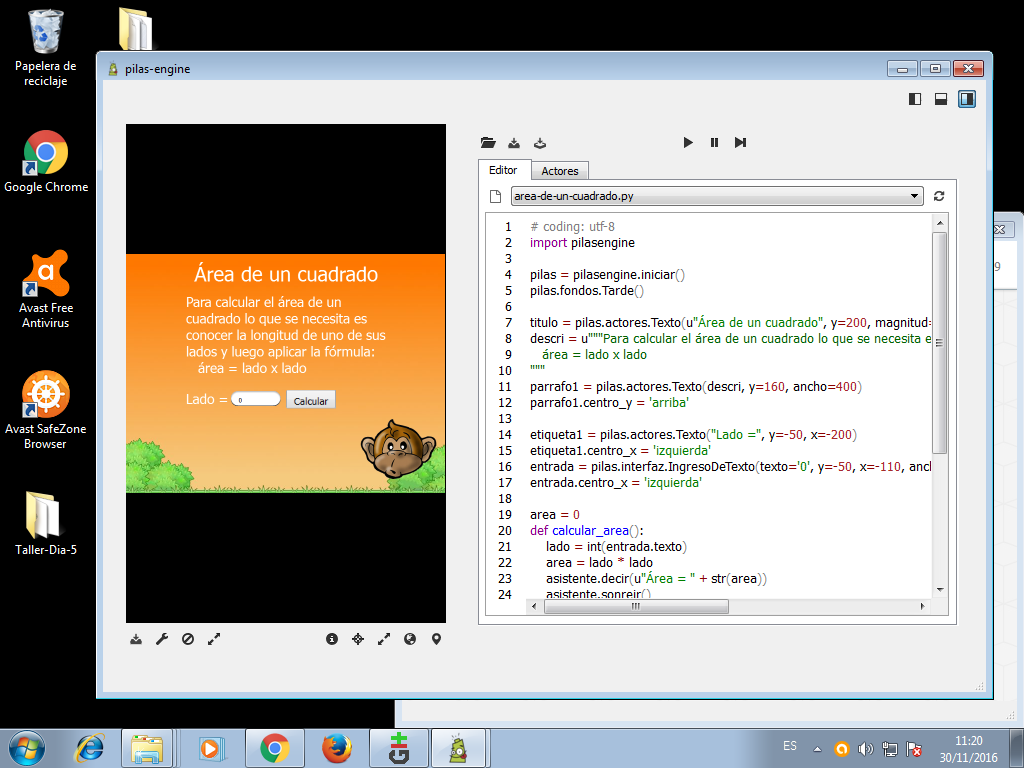 Papelera de
reciclaje
Google Chrome
Avast Free
Antivirus
Avast SafeZone
Browser
Taller-Dia-5
pilas-engine
Área de un cuadrado
Para calcular el área de un
cuadrado lo que se necesita es
conocer la longitud de uno de sus
lados y luego aplicar la fórmula:
área = lado x lado
Lado = 0 Calcular
Editor Actores
area-de-un-cuadrado.py
1 # coding: utf-8
2 import pilasengine
3
4 pilas = pilasengine.iniciar()
5 pilas.fondos.Tarde()
6
7 titulo = pilas.actores.Texto(u"Área de un cuadrado", y=200, magnitud=
8 descri = u"""Para calcular el área de un cuadrado lo que se necesita e
9 área = lado x lado
10 """
11 parrafo1 = pilas.actores.Texto(descri, y=160, ancho=400)
12 parrafo1.centro_y = 'arriba'
13
14 etiqueta1 = pilas.actores.Texto("Lado =", y=-50, x=-200)
15 etiqueta1.centro_x = 'izquierda'
16 entrada = pilas.interfaz.IngresoDeTexto(texto='0', y=-50, x=-110, anch
17 entrada.centro_x = 'izquierda'
18
19 area = 0
20 def calcular_area():
21 lado = int(entrada.texto)
22 area = lado * lado
23 asistente.decir(u"Área = " + str(area))
24 asistente.sonreir()
9
ES
11:20
30/11/2016